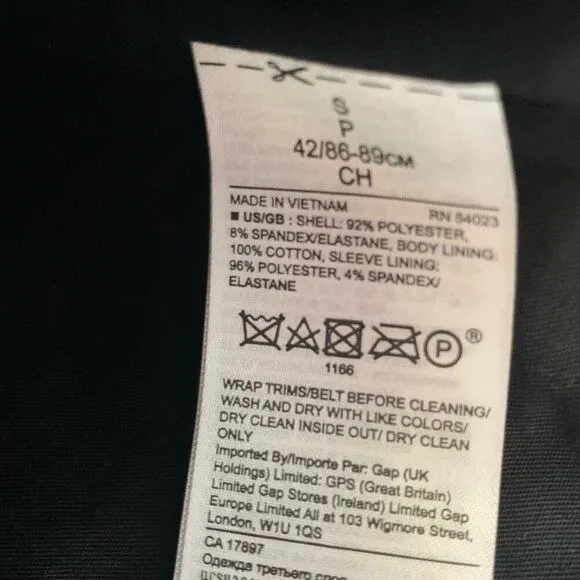 S
P
42/86-89CM
CH
MADE IN VIETNAM RN 54023
■ US/GB : SHELL: 92% POLYESTER,
8% SPANDEX/ELASTANE, BODY LINING:
100% COTTON, SLEEVE LINING:
96% POLYESTER, 4% SPANDEX/
ELASTANE
P ®
1166
WRAP TRIMS/BELT BEFORE CLEANING/
WASH AND DRY WITH LIKE COLORS/
DRY CLEAN INSIDE OUT/ DRY CLEAN
ONLY
Imported By/Importe Par: Gap (UK
Holdings) Limited: GPS (Great Britain)
Limited Gap Stores (Ireland) Limited Gap
Europe Limited All at 103 Wigmore Street,
London, W1U 1QS
CA 17897
Одежда третьего